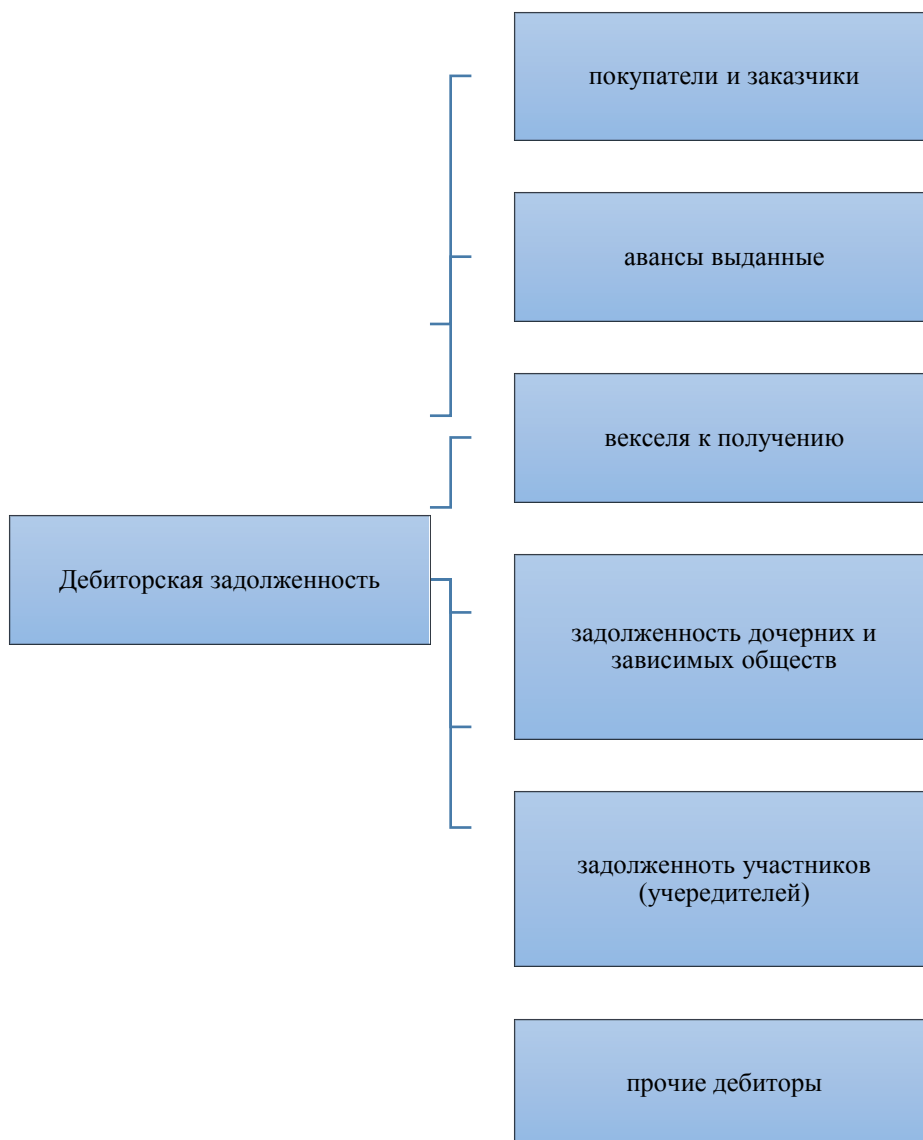 покупатели и заказчики
авансы выданные
векселя к получению
Дебиторская задолженность
задолженность дочерних и
зависимых обществ
задолженноть участников
(учередителей)
прочие дебиторы